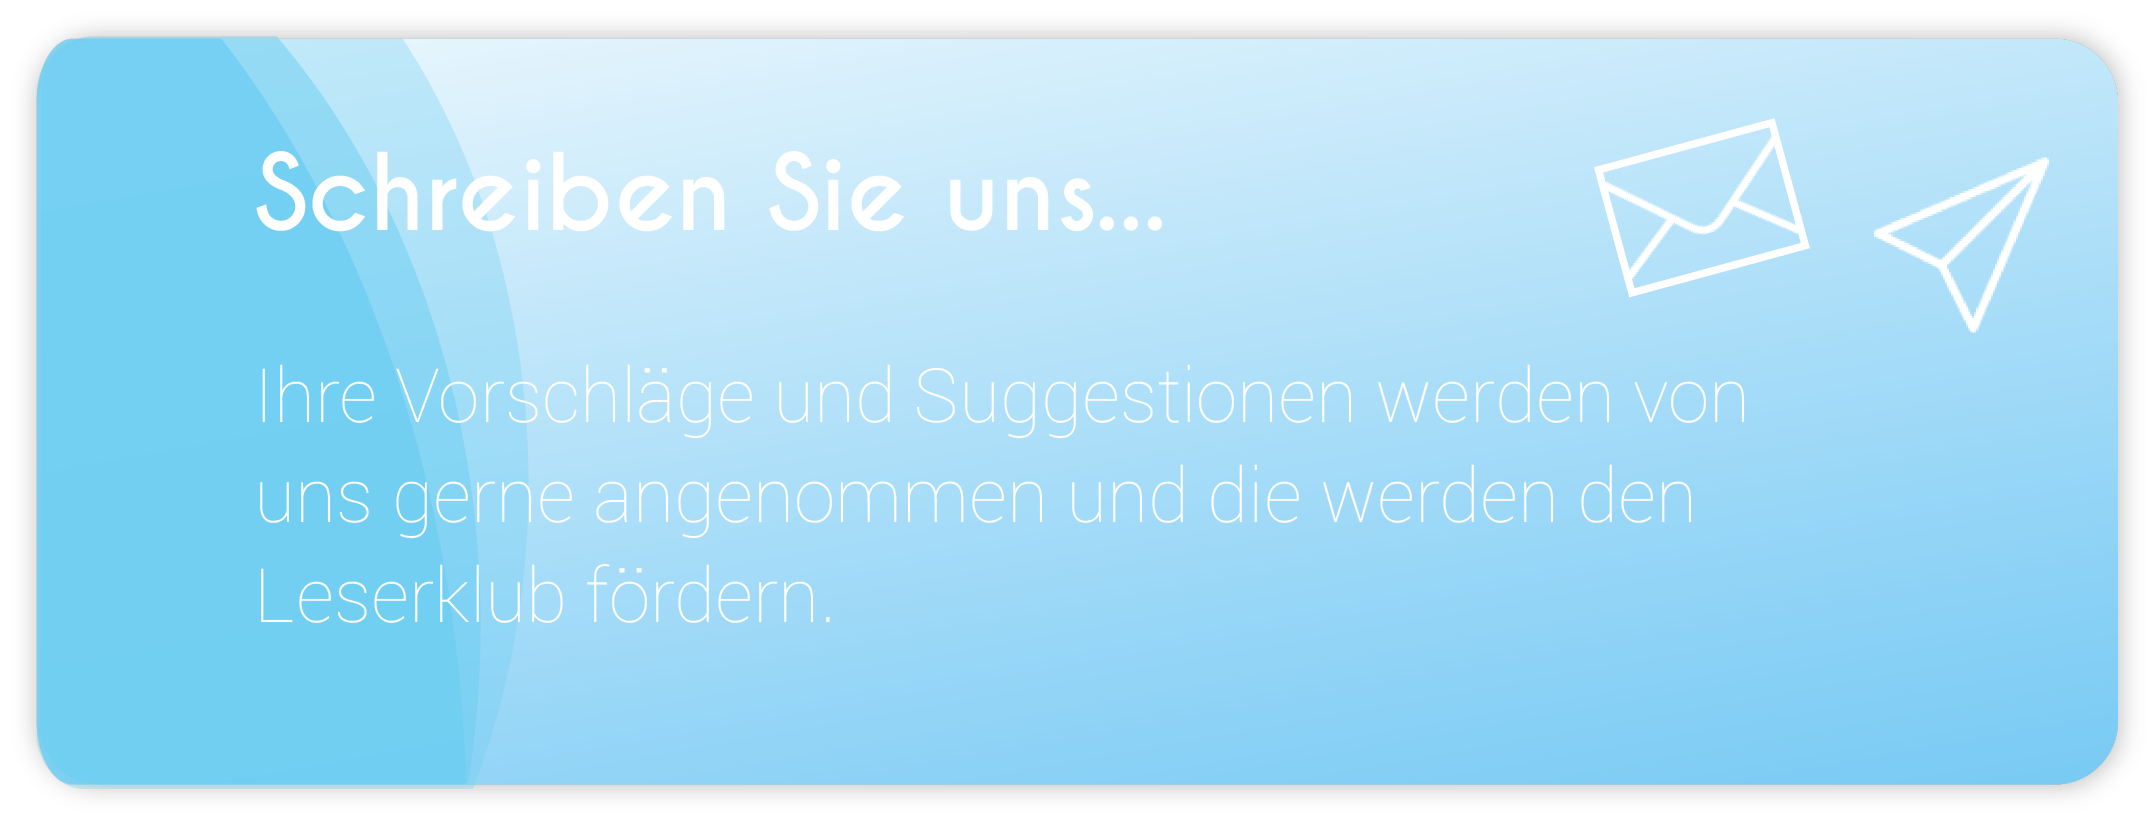 Schreiben Sie uns...
Ihre Vorschläge und Suggestionen werden von
uns gerne angenommen und die werden den
Leserklub fördern.